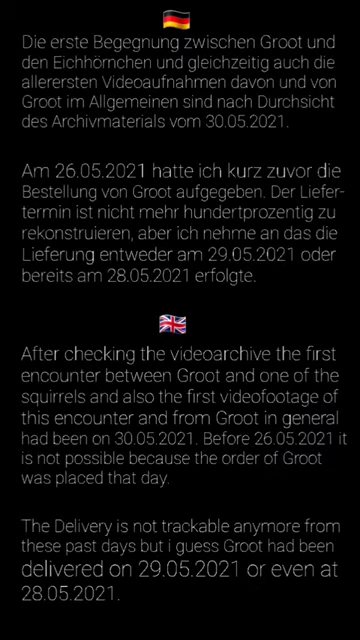 Die erste Begegnung zwischen Groot und
den Eichhörnchen und gleichzeitig auch die
allerersten Videoaufnahmen davon und von
Groot im Allgemeinen sind nach Durchsicht
des Archivmaterials vom 30.05.2021.
Am 26.05.2021 hatte ich kurz zuvor die
Bestellung von Groot aufgegeben. Der Liefer-
termin ist nicht mehr hundertprozentig zu
rekonstruieren, aber ich nehme an das die
Lieferung entweder am 29.05.2021 oder
bereits am 28.05.2021 erfolgte.
After checking the videoarchive the first
encounter between Groot and one of the
squirrels and also the first videofootage of
this encounter and from Groot in general
had been on 30.05.2021. Before 26.05.2021 it
is not possible because the order of Groot
was placed that day.
The Delivery is not trackable anymore from
these past days but i guess Groot had been
delivered on 29.05.2021 or even at
28.05.2021.